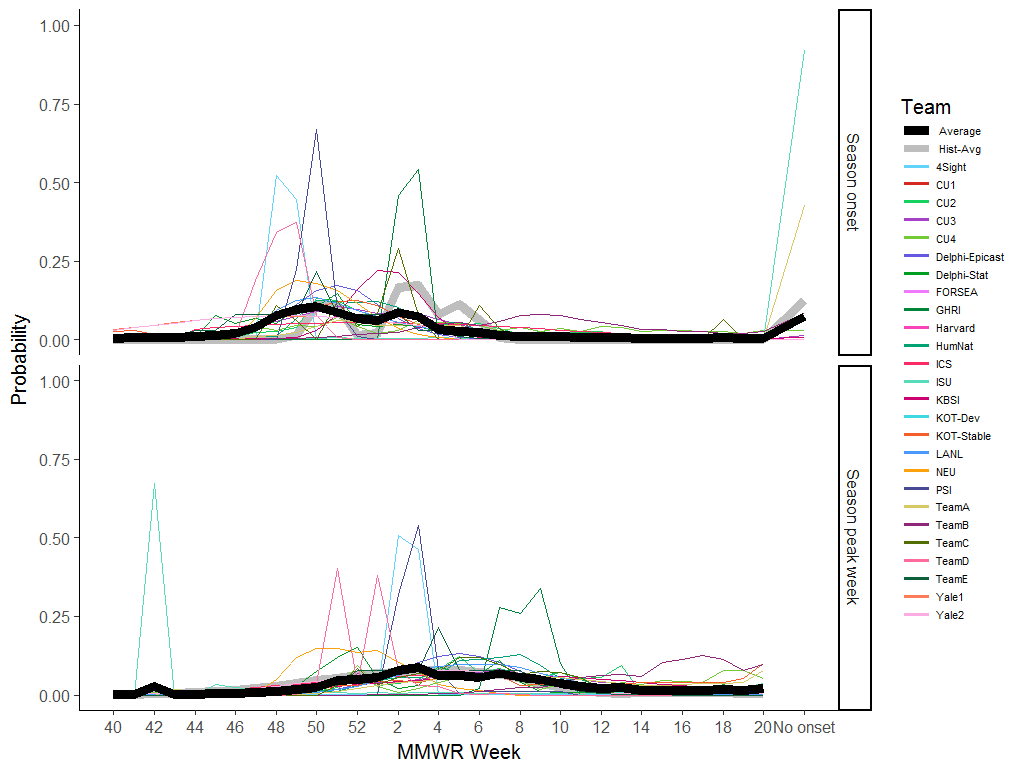 1.00
0.75
0.50
0.25
0.00
Season onset
1.00
0.75
0.50
0.25
0.00
Season peak week
Probability
40 42 44 46 48 50 52 2 4 6 8 10 12 14 16 18 20 No onset
MMWR Week
Team
Average
Hist-Avg
4Sight
CU1
CU2
CU3
CU4
Delphi-Epicast
Delphi-Stat
FORSEA
GHRI
Harvard
HumNat
ICS
ISU
KBSI
KOT-Dev
KOT-Stable
LANL
NEU
PSI
TeamA
TeamB
TeamC
TeamD
TeamE
Yale1
Yale2